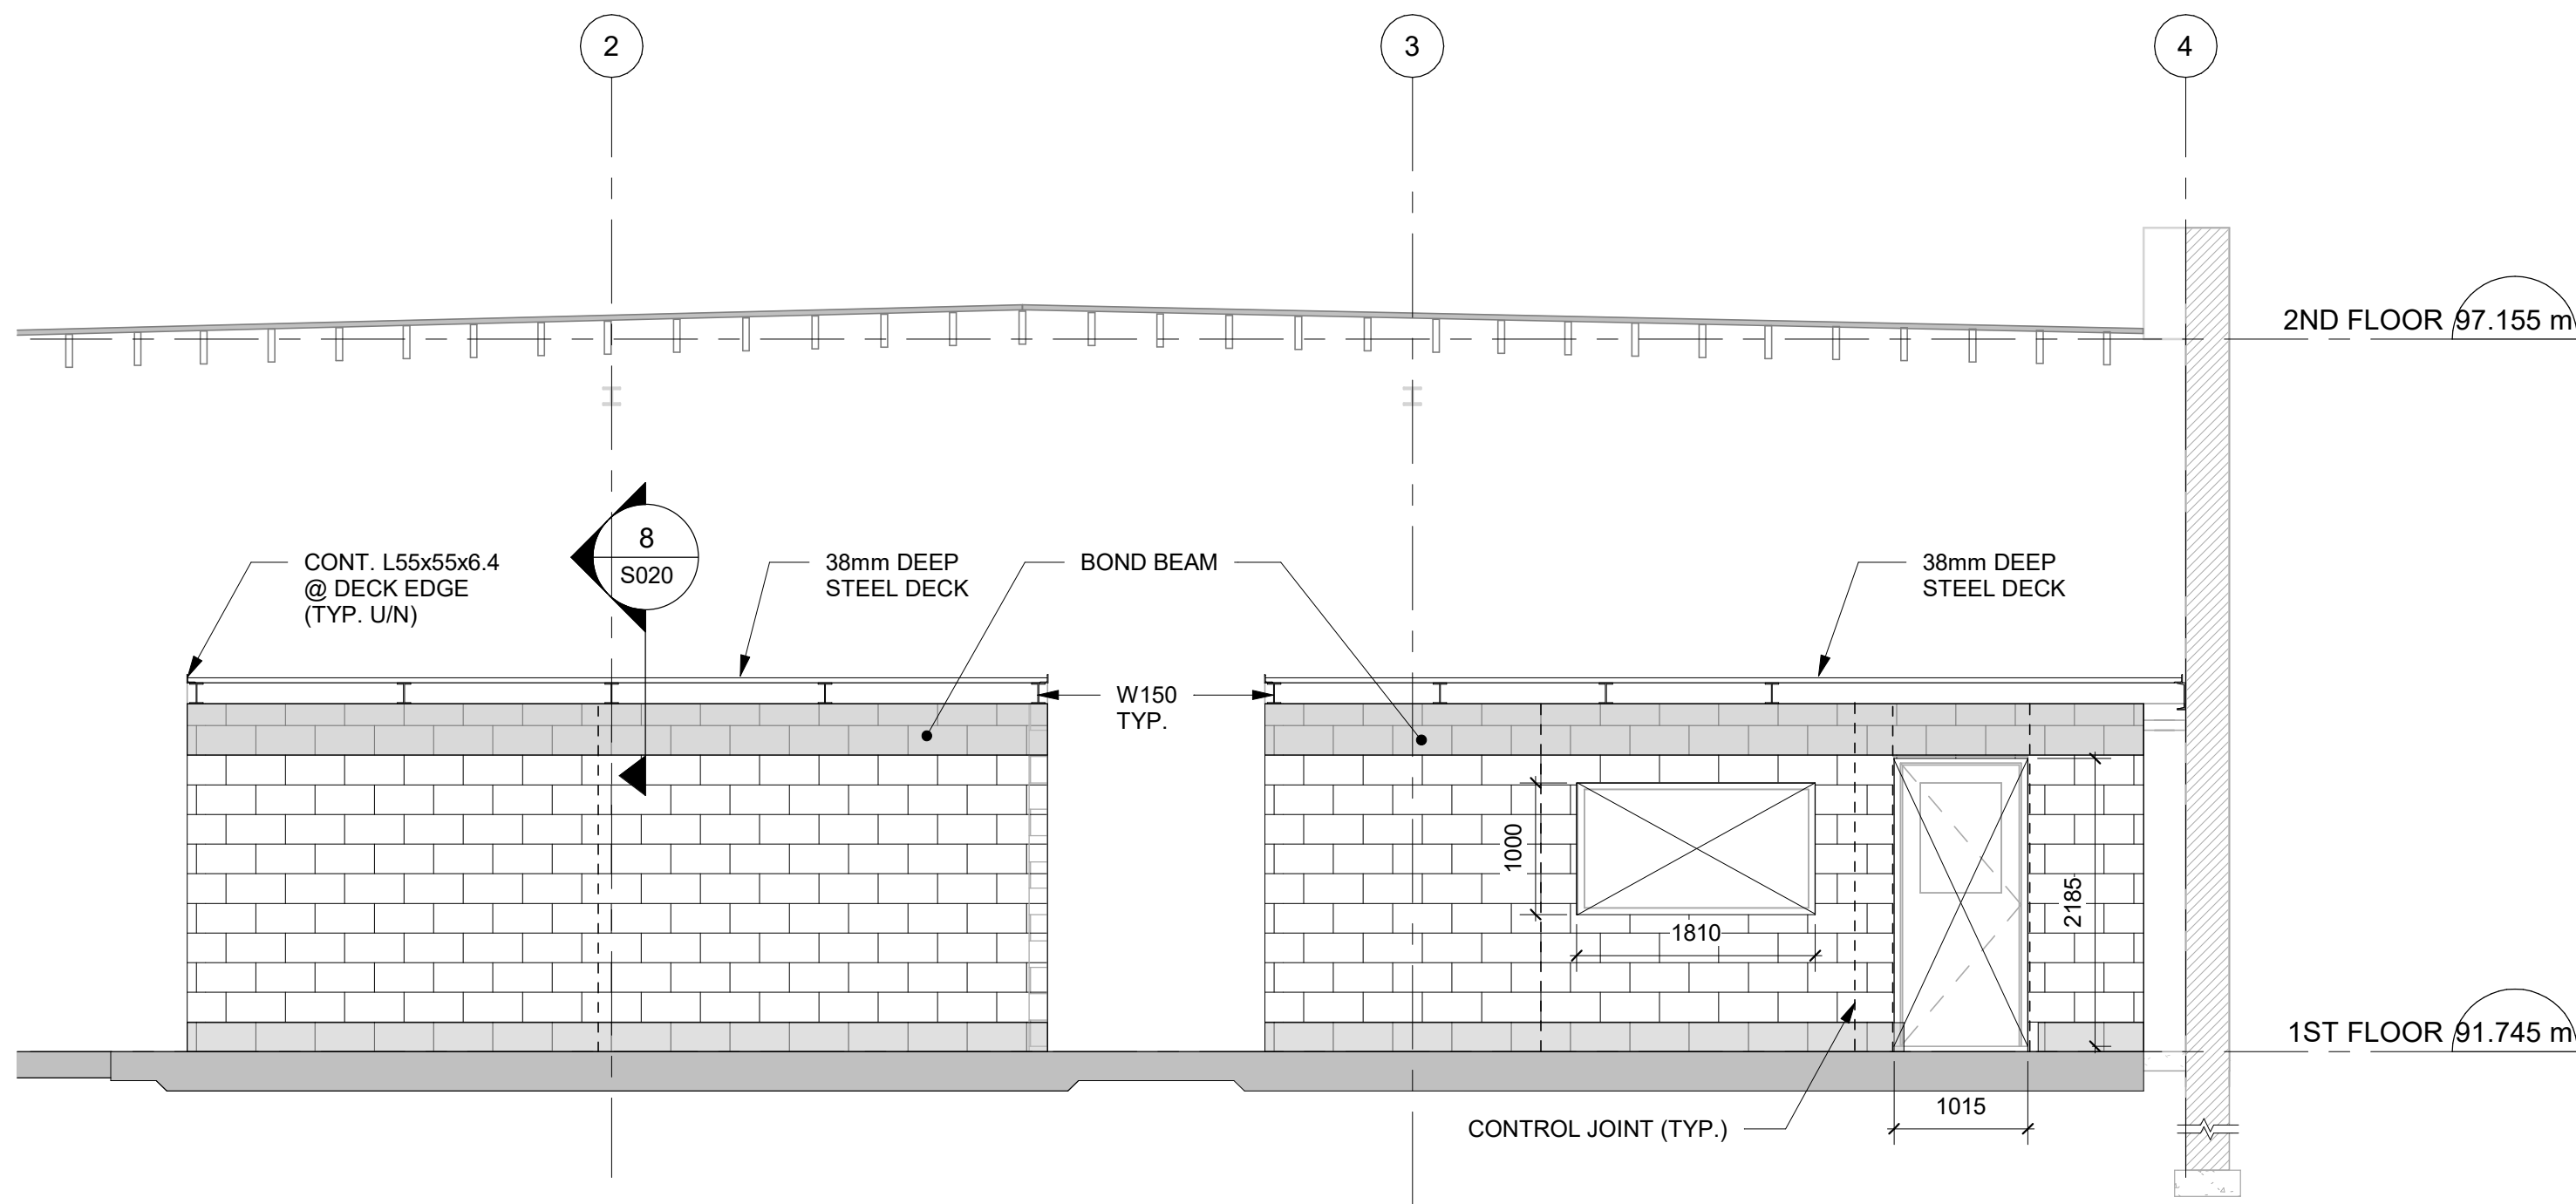 2
3
4
2ND FLOOR 97.155 m
8
S020
CONT. L55x55x6.4
@ DECK EDGE
(TYP. U/N)
38mm DEEP
STEEL DECK
BOND BEAM
38mm DEEP
STEEL DECK
W150
TYP.
1000
1810
2185
1ST FLOOR 91.745 m
1015
CONTROL JOINT (TYP.)